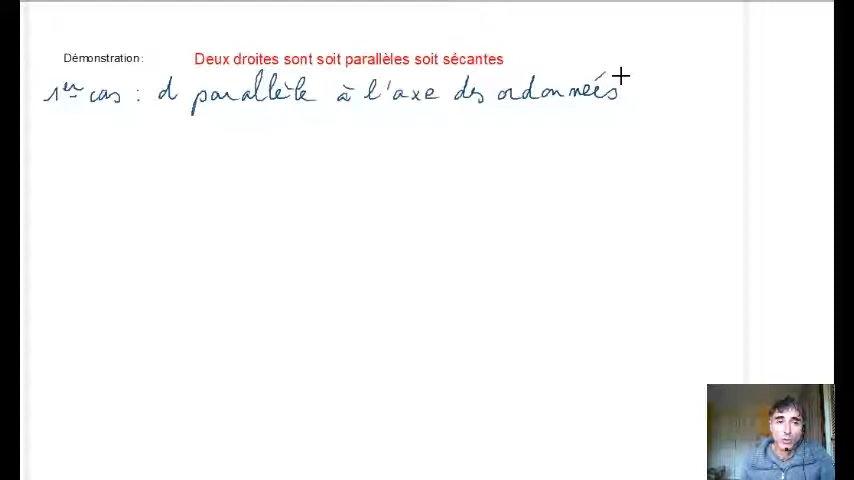 Démonstration : Deux droites sont soit parallèles soit sécantes
1er cas : d parallèle à l'axe des ordonnées